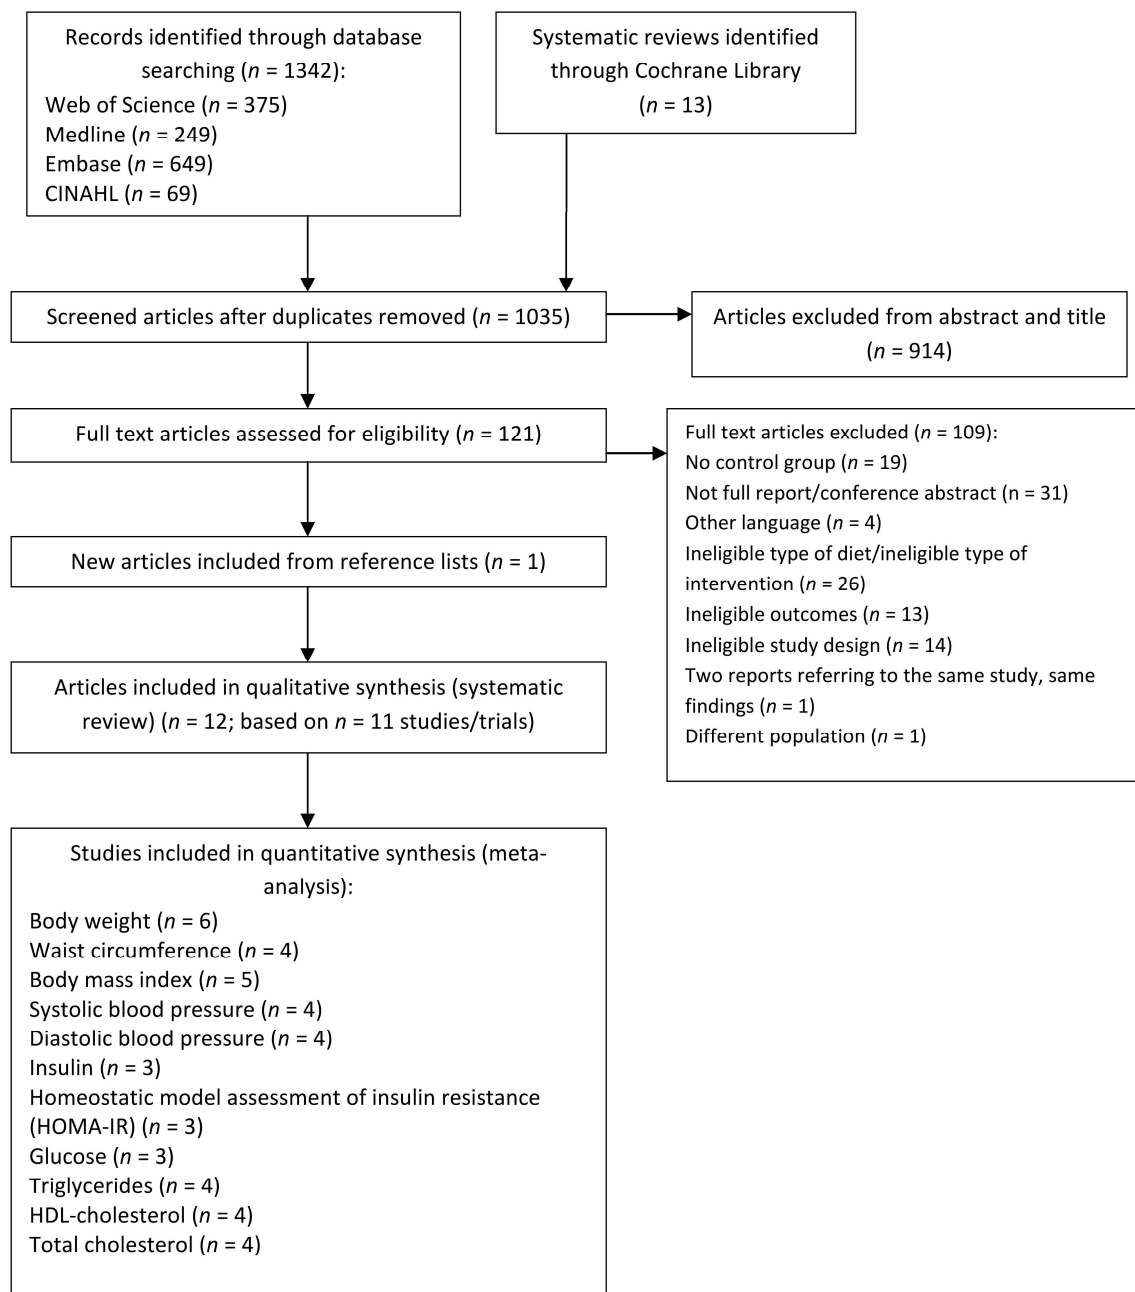 Records identified through database
searching (n = 1342):
Web of Science (n = 375)
Medline (n = 249)
Embase (n = 649)
CINAHL (n = 69)
Systematic reviews identified
through Cochrane Library
(n = 13)
Screened articles after duplicates removed (n = 1035)
Articles excluded from abstract and title
(n = 914)
Full text articles assessed for eligibility (n = 121)
Full text articles excluded (n = 109):
No control group (n = 19)
Not full report/conference abstract (n = 31)
Other language (n = 4)
Ineligible type of diet/ineligible type of
intervention (n = 26)
Ineligible outcomes (n = 13)
Ineligible study design (n = 14)
Two reports referring to the same study, same
findings (n = 1)
Different population (n = 1)
New articles included from reference lists (n = 1)
Articles included in qualitative synthesis (systematic
review) (n = 12; based on n = 11 studies/trials)
Studies included in quantitative synthesis (meta-
analysis):
Body weight (n = 6)
Waist circumference (n = 4)
Body mass index (n = 5)
Systolic blood pressure (n = 4)
Diastolic blood pressure (n = 4)
Insulin (n = 3)
Homeostatic model assessment of insulin resistance
(HOMA-IR) (n = 3)
Glucose (n = 3)
Triglycerides (n = 4)
HDL-cholesterol (n = 4)
Total cholesterol (n = 4)